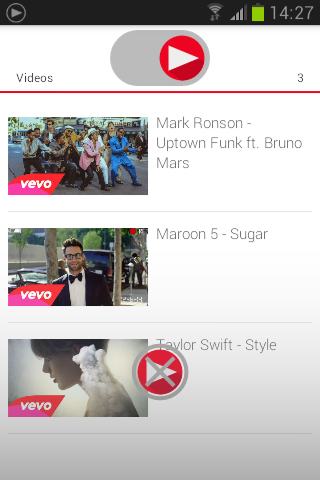 14:27
Videos
3
Mark Ronson -
Uptown Funk ft. Bruno
Mars
vevo
Maroon 5 - Sugar
vevo
Taylor Swift - Style
vevo